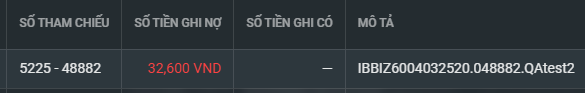 SỐ THAM CHIẾU SỐ TIỀN GHI NỢ SỐ TIỀN GHI CÓ MÔ TẢ
5225 - 48882 32,600 VND — IBBIZ6004032520.048882.QAtest2